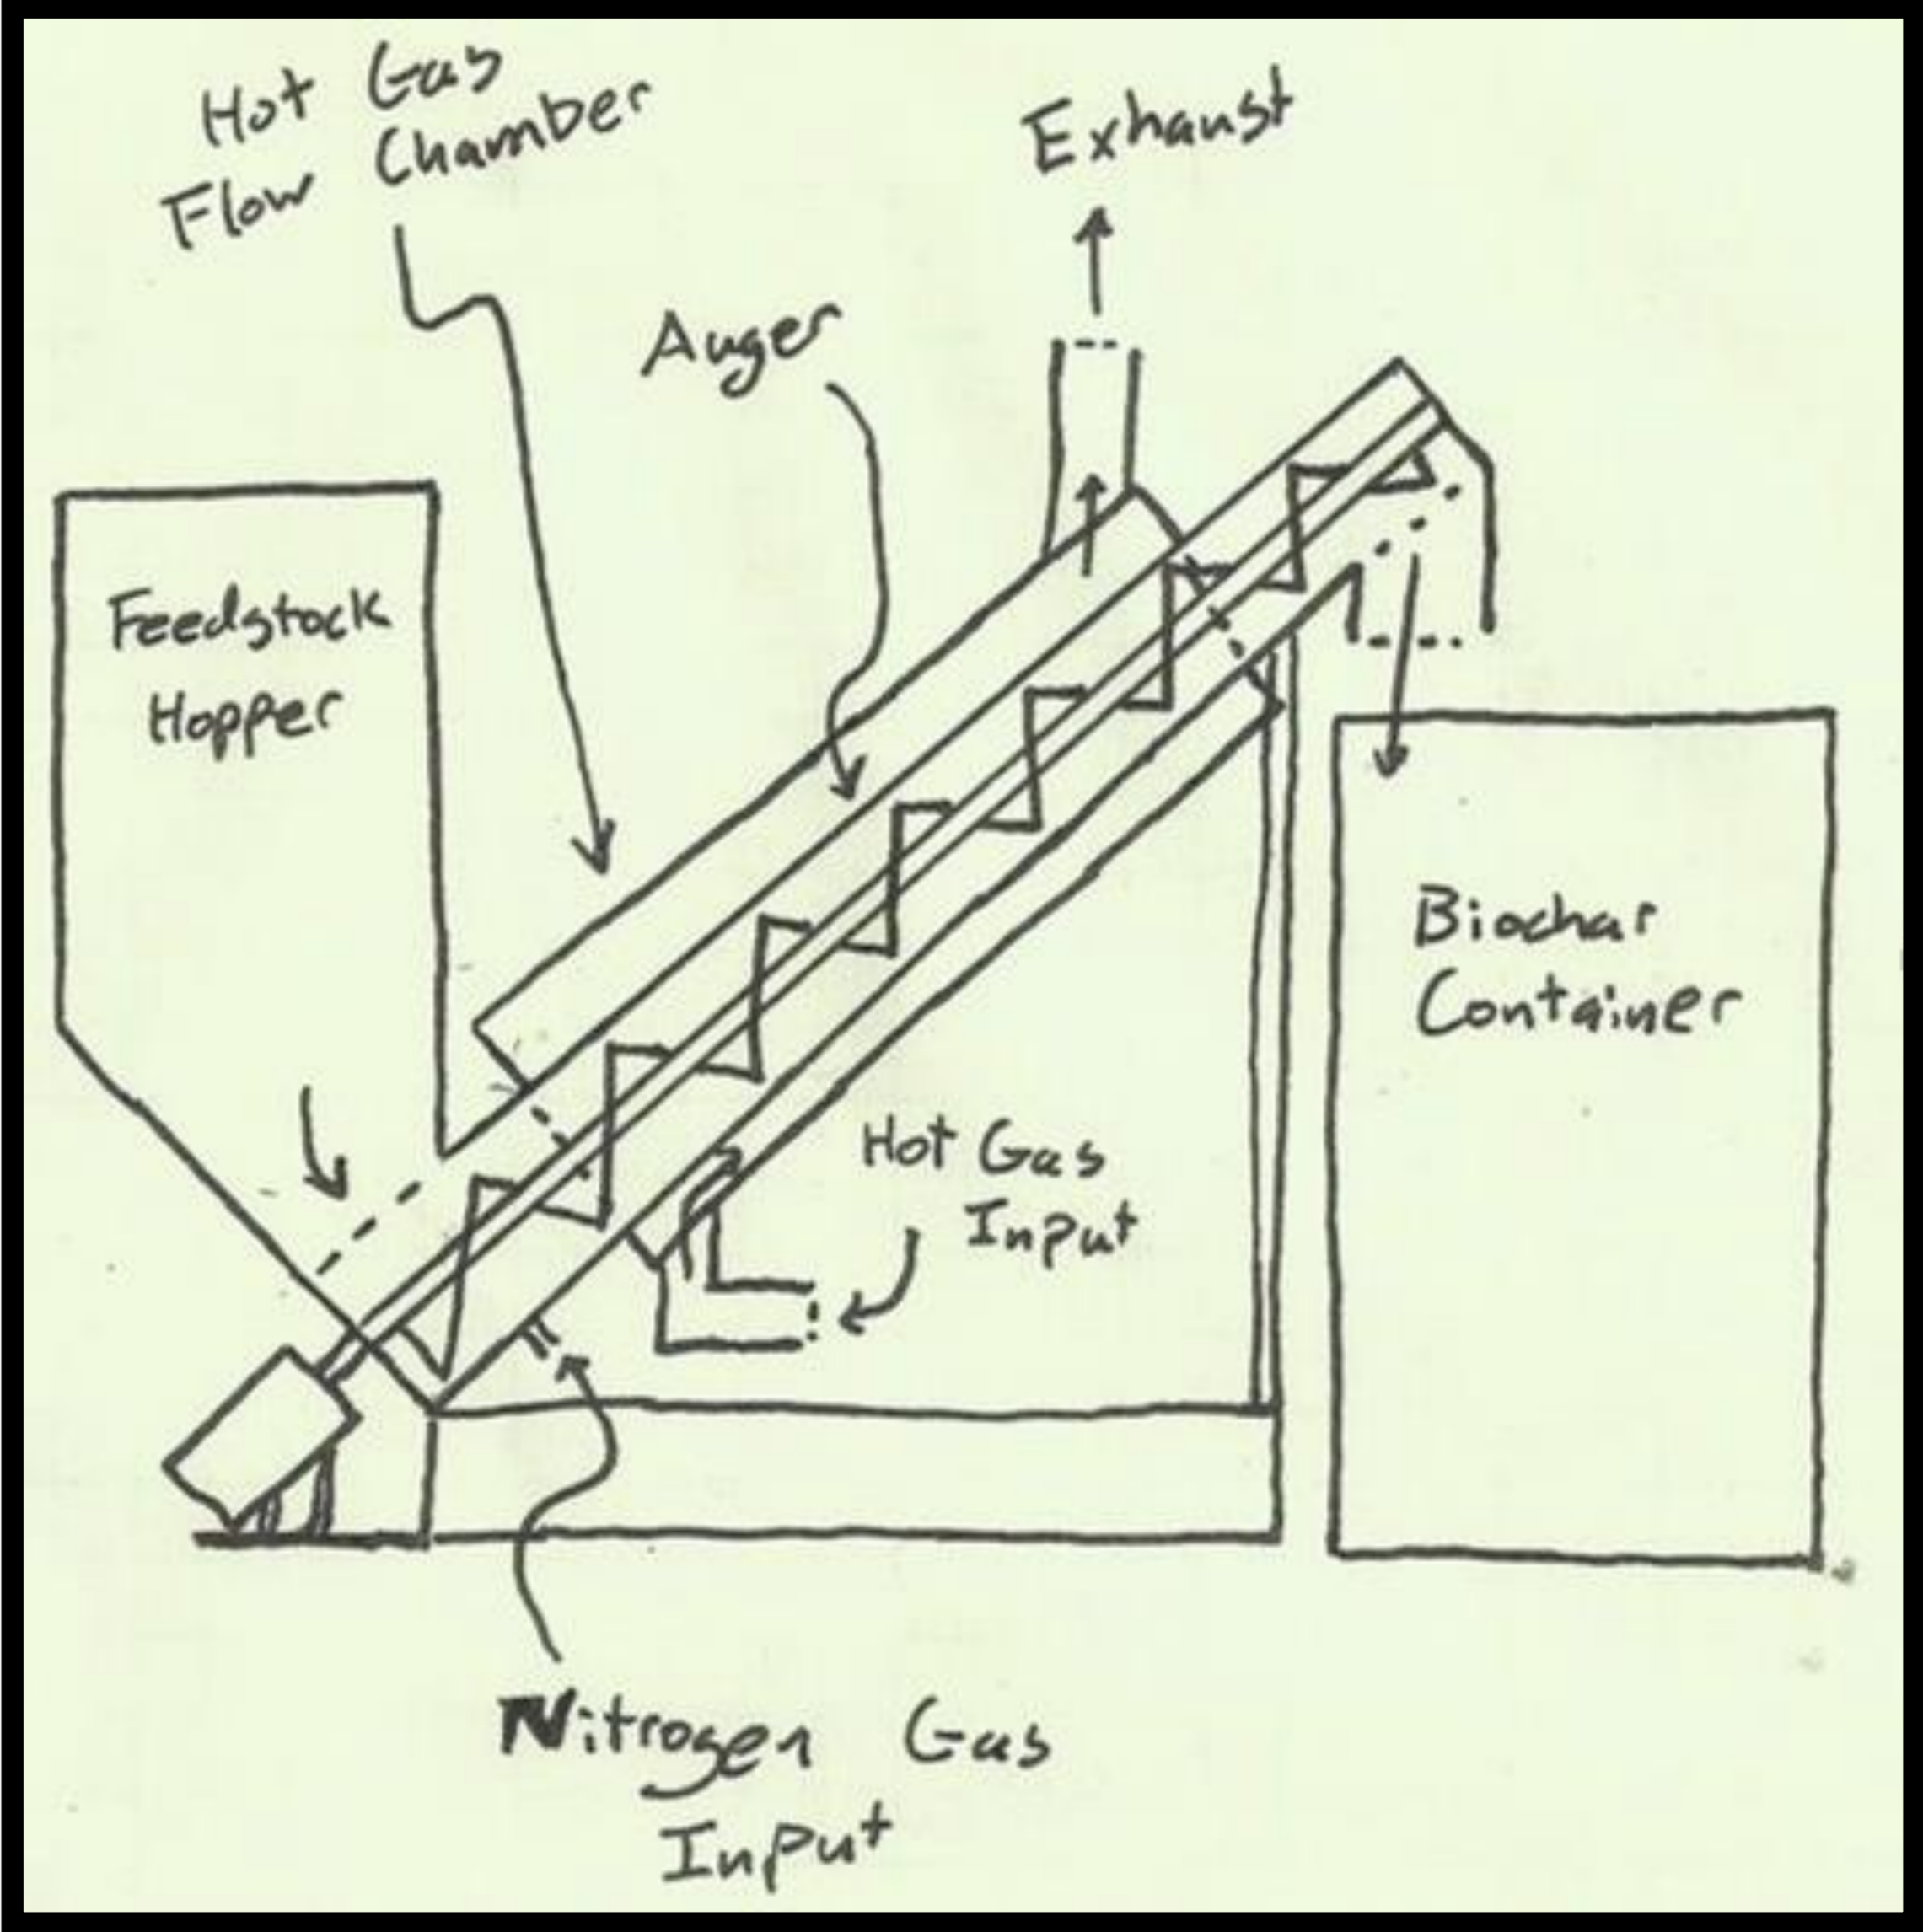 Hot Gas
Flow Chamber
Exhaust
Auger
Feedstock
Hopper
Biochar
Container
Hot Gas
Input
Nitrogen Gas
Input